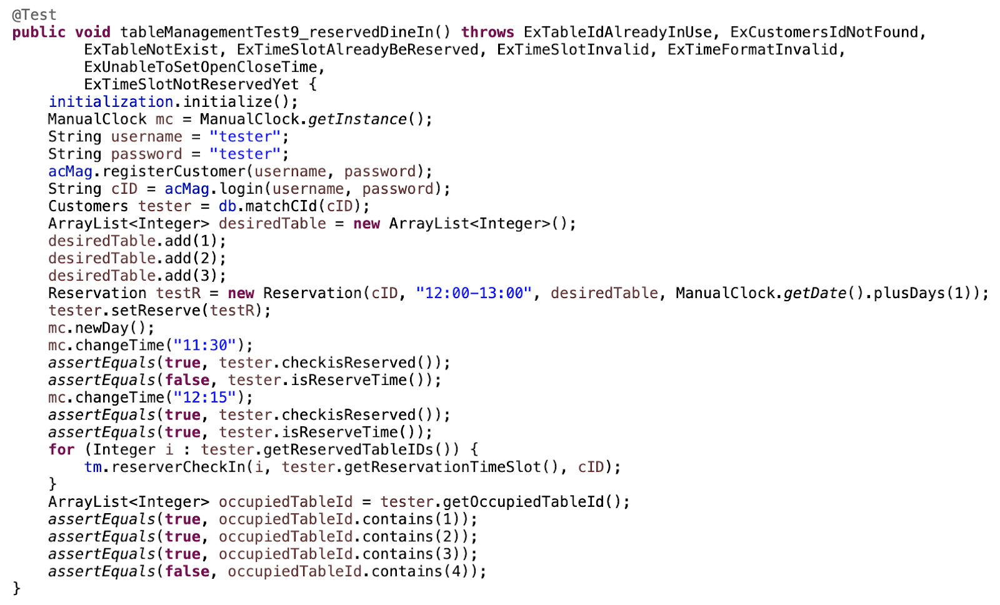 @Test
public void tableManagementTest9_reservedDineIn() throws ExTableIdAlreadyInUse, ExCustomersIdNotFound,
ExTableNotExist, ExTimeSlotAlreadyBeReserved, ExTimeSlotInvalid, ExTimeFormatInvalid,
ExUnableToSetOpenCloseTime,
ExTimeSlotNotReservedYet {
initialization.initialize();
ManualClock mc = ManualClock.getInstance();
String username = "tester";
String password = "tester";
acMag.registerCustomer(username, password);
String cID = acMag.login(username, password);
Customers tester = db.matchCId(cID);
ArrayList<Integer> desiredTable = new ArrayList<Integer>();
desiredTable.add(1);
desiredTable.add(2);
desiredTable.add(3);
Reservation testR = new Reservation(cID, "12:00-13:00", desiredTable, ManualClock.getDate().plusDays(1));
tester.setReserve(testR);
mc.newDay();
mc.changeTime("11:30");
assertEquals(true, tester.checkisReserved());
assertEquals(false, tester.isReserveTime());
mc.changeTime("12:15");
assertEquals(true, tester.checkisReserved());
assertEquals(true, tester.isReserveTime());
for (Integer i : tester.getReservedTableIDs()) {
tm.reserverCheckIn(i, tester.getReservationTimeSlot(), cID);
}
ArrayList<Integer> occupiedTableId = tester.getOccupiedTableId();
assertEquals(true, occupiedTableId.contains(1));
assertEquals(true, occupiedTableId.contains(2));
assertEquals(true, occupiedTableId.contains(3));
assertEquals(false, occupiedTableId.contains(4));
}